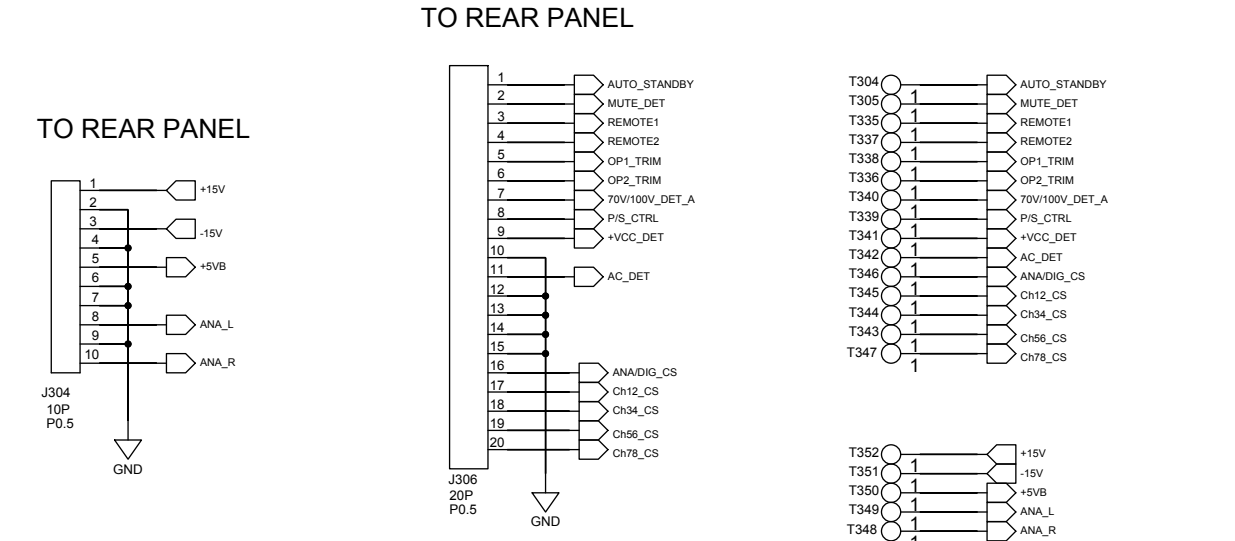 TO REAR PANEL
1
+15V
2
3
-15V
4
5
+5VB
6
7
8
ANA_L
9
10
ANA_R
J304
10P
P0.5
GND
TO REAR PANEL
1
AUTO_STANDBY
2
MUTE_DET
3
REMOTE1
4
REMOTE2
5
OP1_TRIM
6
OP2_TRIM
7
70V/100V_DET_A
8
P/S_CTRL
9
+VCC_DET
10
11
AC_DET
12
13
14
15
16
ANA/DIG_CS
17
Ch12_CS
18
Ch34_CS
19
Ch56_CS
20
Ch78_CS
J306
20P
P0.5
GND
T304
AUTO_STANDBY
1
T305
MUTE_DET
1
T335
REMOTE1
1
T337
REMOTE2
1
T338
OP1_TRIM
1
T336
OP2_TRIM
1
T340
70V/100V_DET_A
1
T339
P/S_CTRL
1
T341
+VCC_DET
1
T342
AC_DET
1
T346
ANA/DIG_CS
1
T345
Ch12_CS
1
T344
Ch34_CS
1
T343
Ch56_CS
1
T347
Ch78_CS
1
T352
+15V
1
T351
-15V
1
T350
+5VB
1
T349
ANA_L
1
T348
ANA_R
1